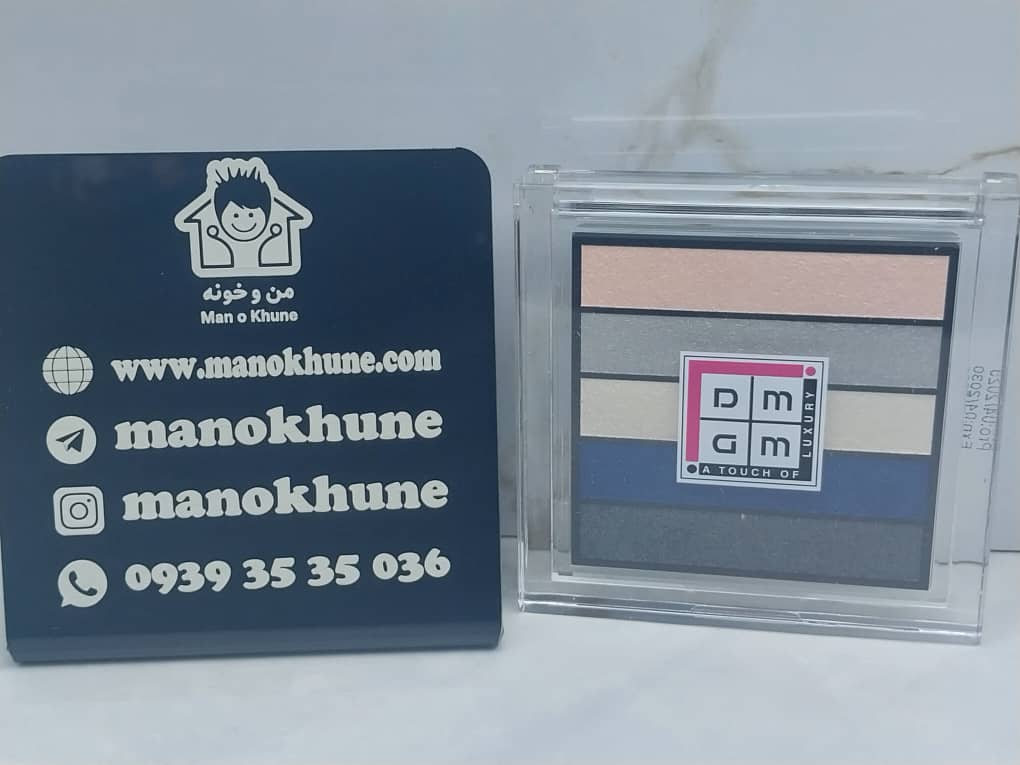 من و خونه
Man o Khune
www.manokhune.com
manokhune
manokhune
0939 35 35 036
DM
GM
A TOUCH OF
LUXURY